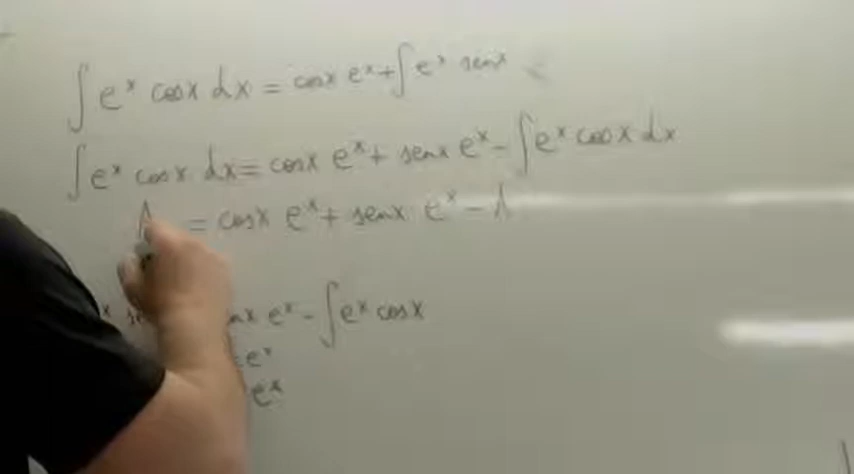 ∫ eˣ cosx dx = cosx eˣ + ∫ eˣ senx =
∫ eˣ cosx dx = cosx eˣ + senx eˣ - ∫ eˣ cosx dx
= cosx eˣ + senx eˣ -
eˣ - ∫ eˣ cosx
eˣ
eˣ